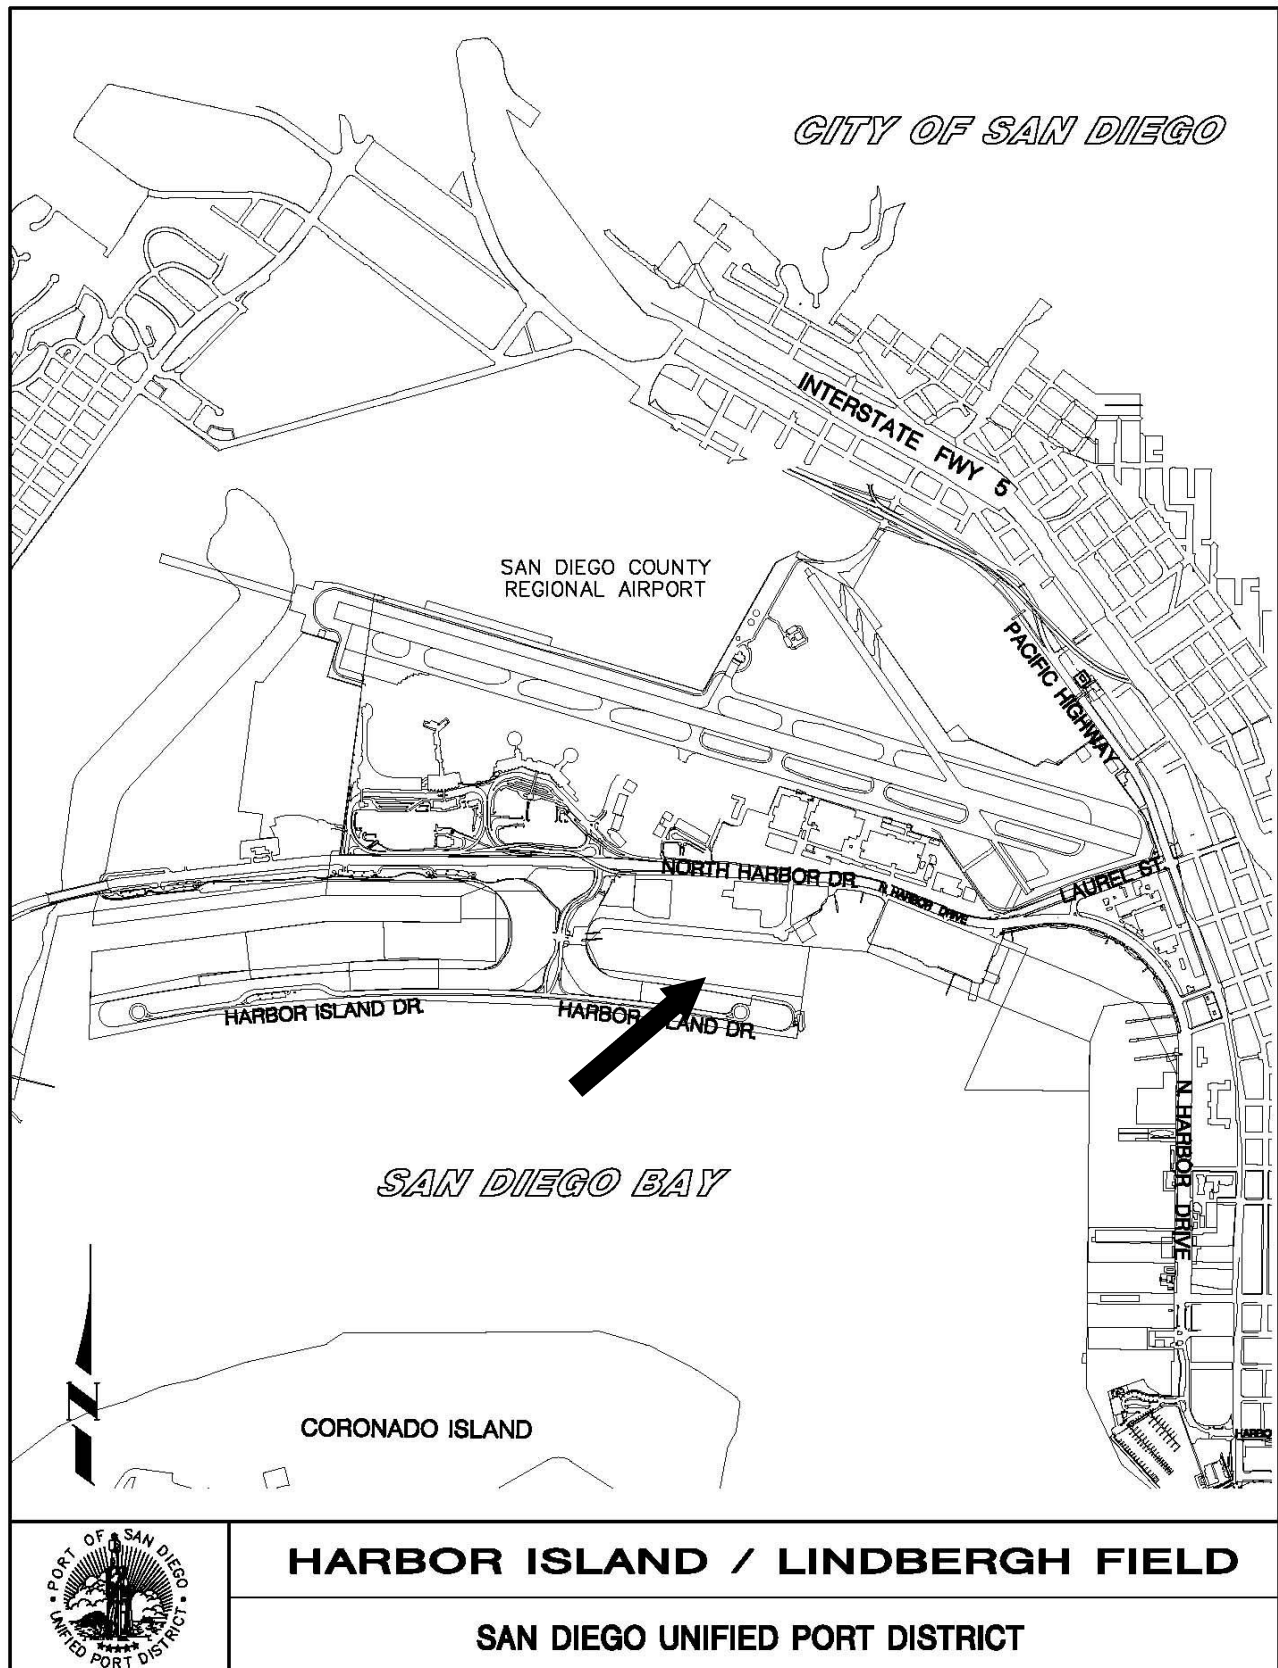 CITY OF SAN DIEGO
INTERSTATE FWY 5
SAN DIEGO COUNTY
REGIONAL AIRPORT
PACIFIC HIGHWAY
NORTH HARBOR DR.
N. HARBOR DRIVE
LAUREL ST.
HARBOR ISLAND DR.
HARBOR LAND DR.
N. HARBOR DRIVE
SAN DIEGO BAY
N
CORONADO ISLAND
HARBO
PORT OF SAN DIEGO
UNIFIED PORT DISTRICT
HARBOR ISLAND / LINDBERGH FIELD
SAN DIEGO UNIFIED PORT DISTRICT